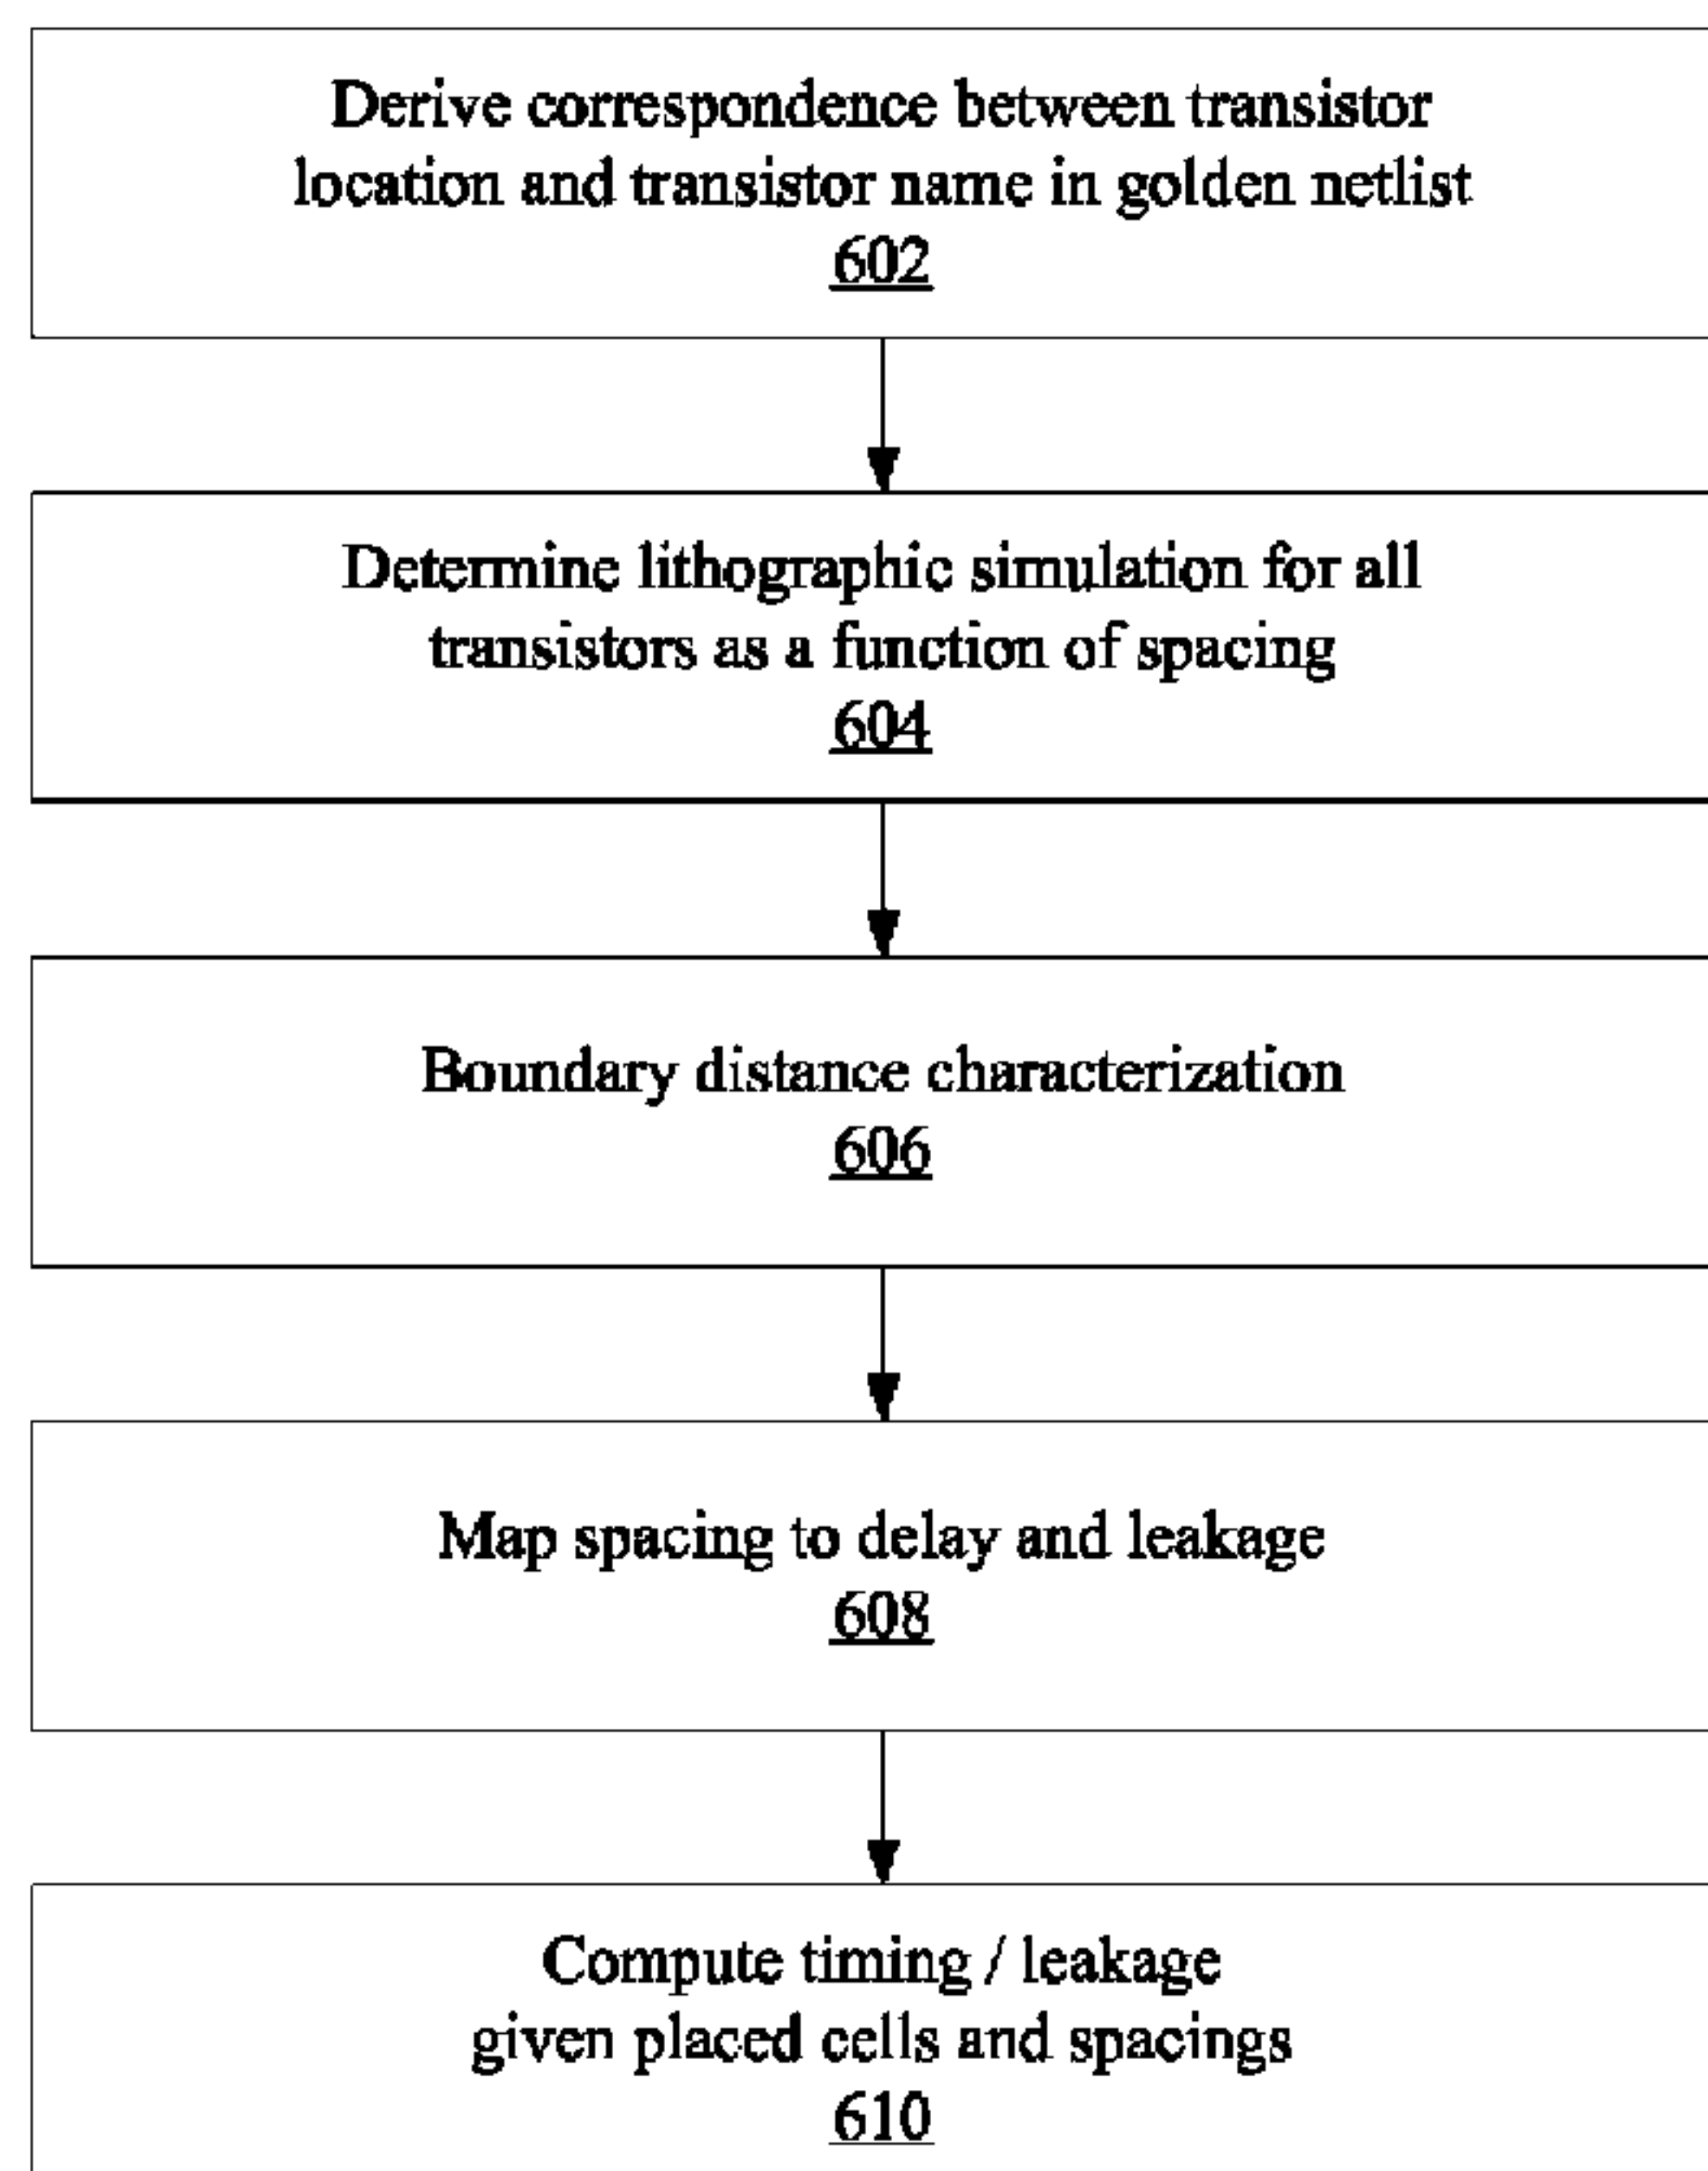 Derive correspondence between transistor
location and transistor name in golden netlist
602
Determine lithographic simulation for all
transistors as a function of spacing
604
Boundary distance characterization
606
Map spacing to delay and leakage
608
Compute timing / leakage
given placed cells and spacings
610